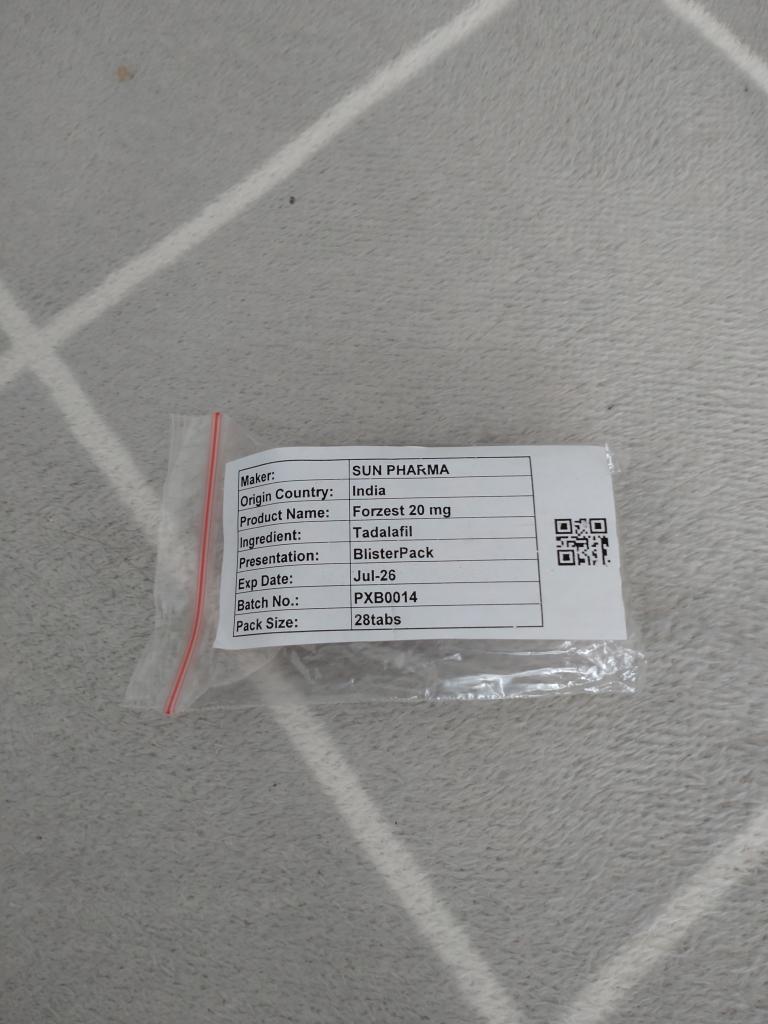 Maker: SUN PHARMA
Origin Country: India
Product Name: Forzest 20 mg
Ingredient: Tadalafil
Presentation: BlisterPack
Exp Date: Jul-26
Batch No.: PXB0014
Pack Size: 28tabs